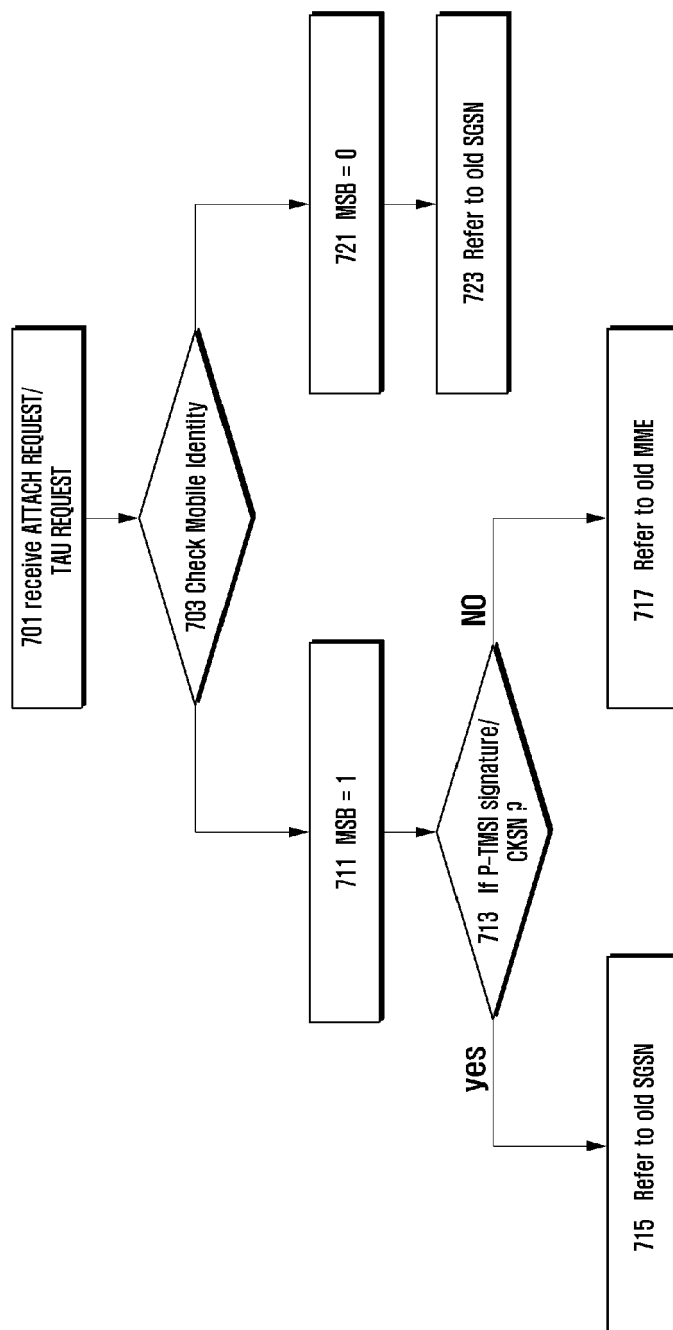 701 receive ATTACH REQUEST/
TAU REQUEST
703 Check Mobile Identity
711 MSB = 1
721 MSB = 0
713 If P-TMSI signature/
CKSN ?
723 Refer to old SGSN
yes
NO
715 Refer to old SGSN
717 Refer to old MME